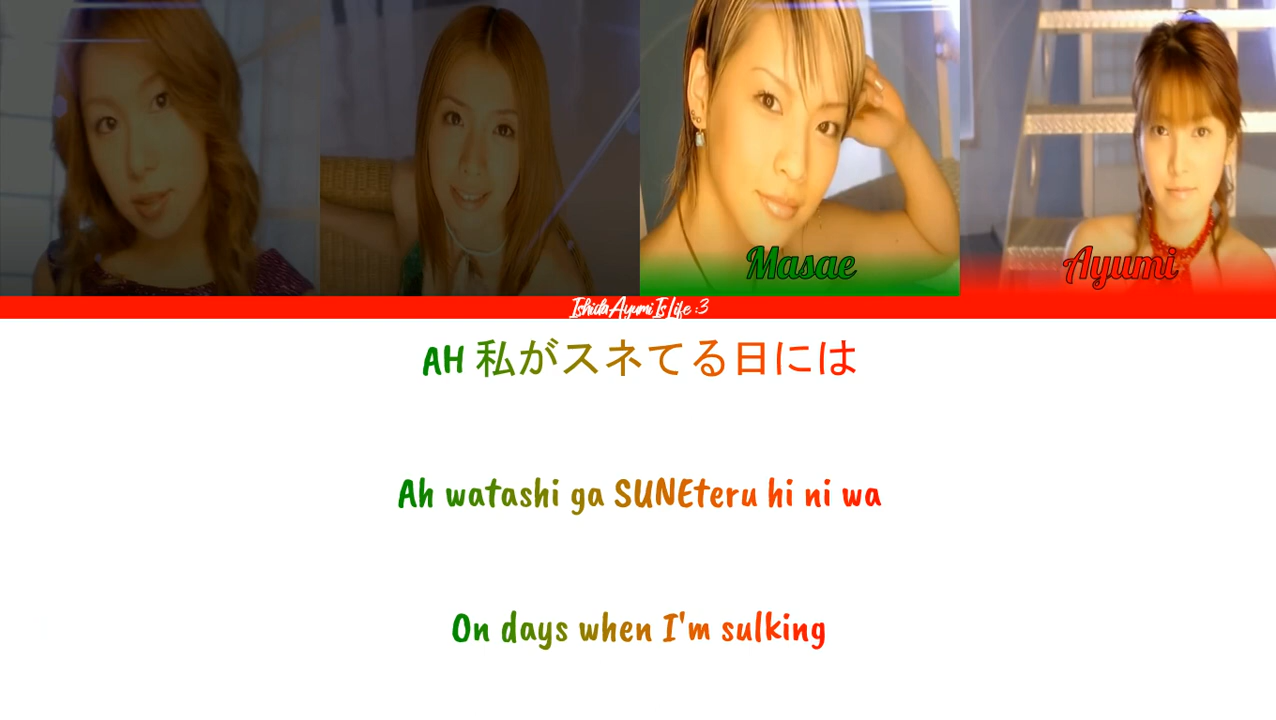 Masae
Ayumi
IshidaAyumiIsLife :3
AH 私がスネてる日には
Ah watashi ga SUNEteru hi ni wa
On days when I'm sulking